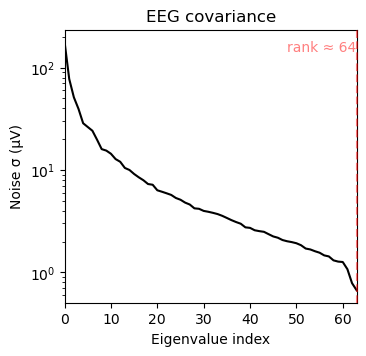 EEG covariance
rank ≈ 64
Noise σ (μV)
10²
10¹
10⁰
0 10 20 30 40 50 60
Eigenvalue index